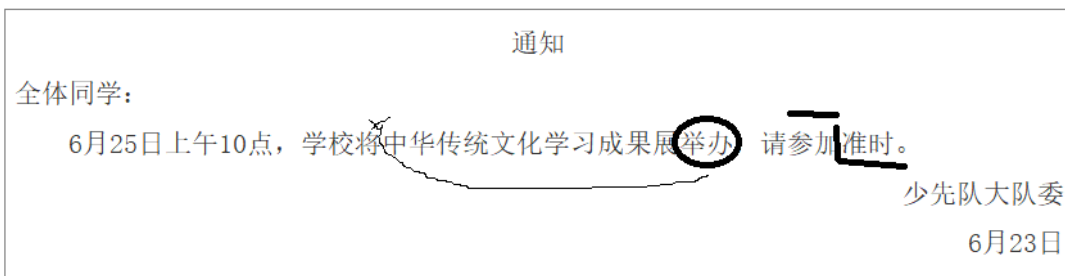 通知
全体同学：
6月25日上午10点，学校将中华传统文化学习成果展举办 请参加准时。
少先队大队委
6月23日